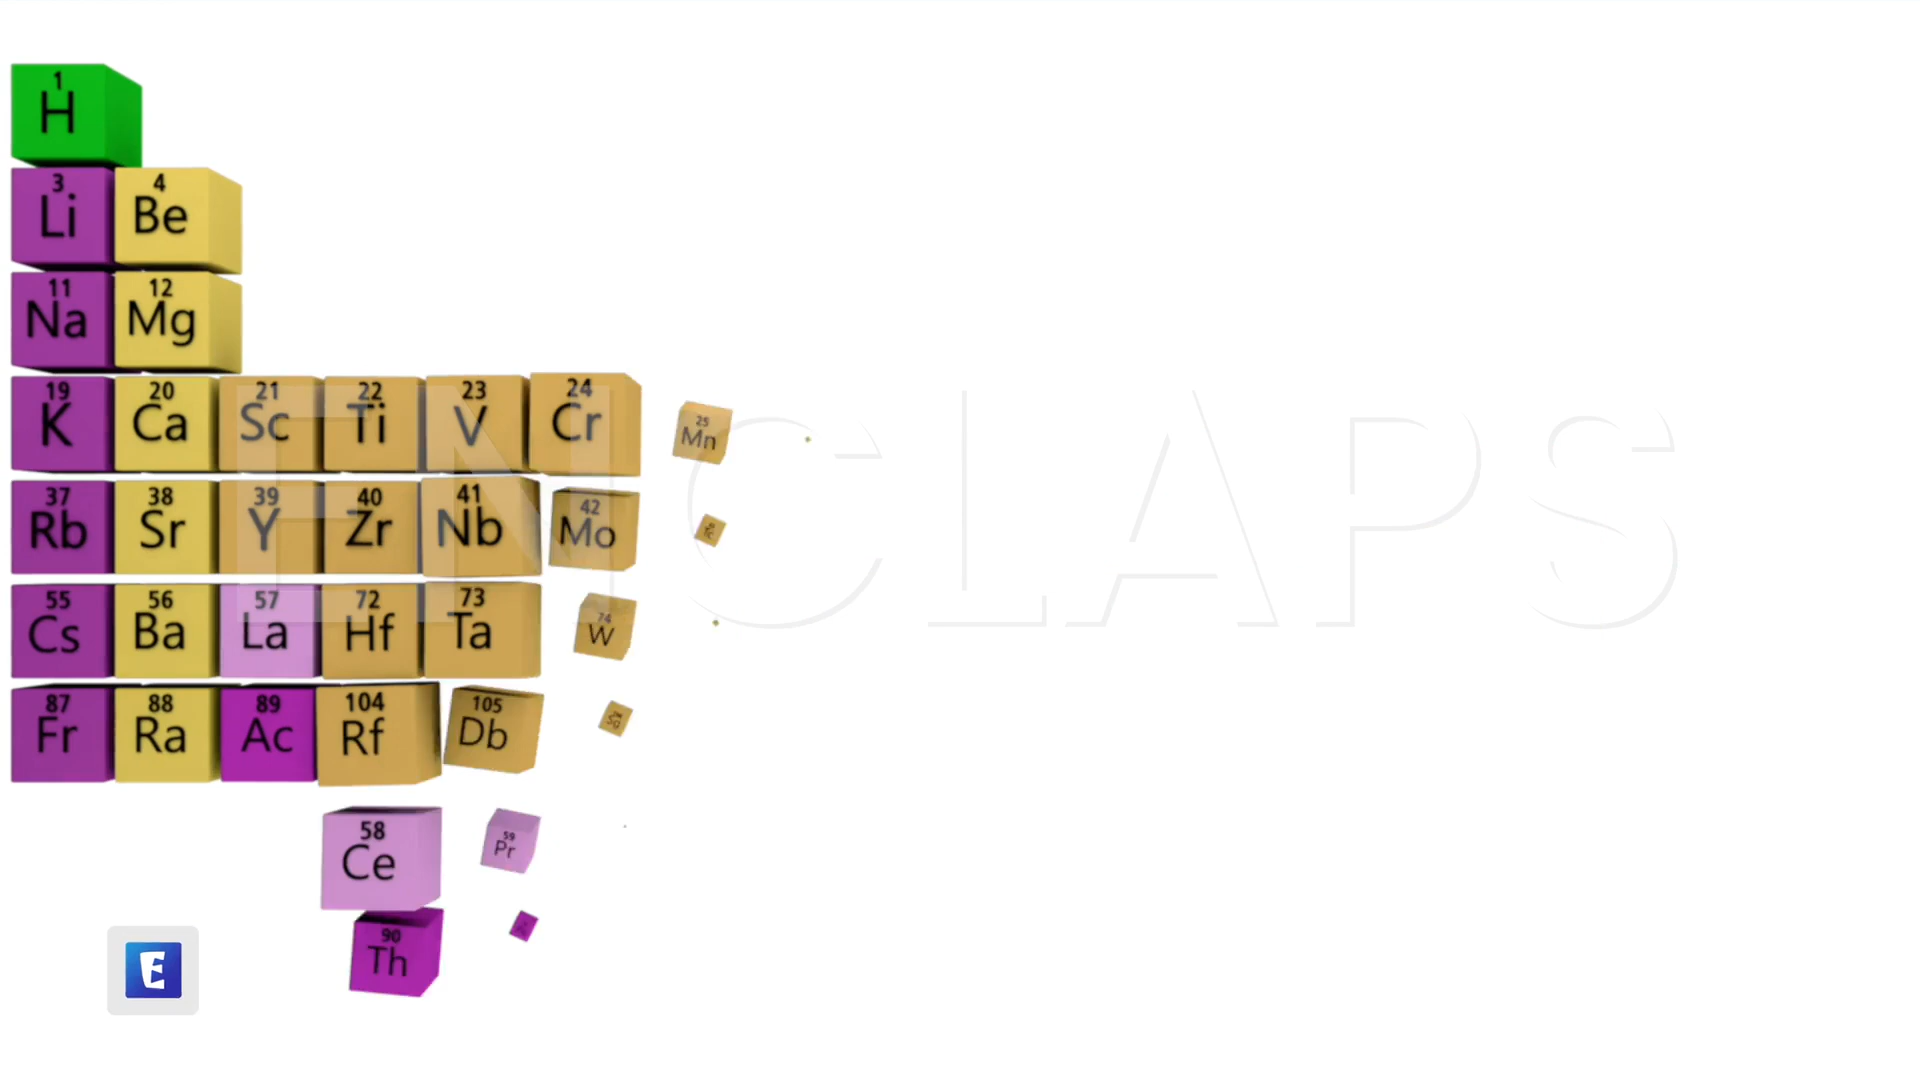 1
H
3 4
Li Be
11 12
Na Mg
19 20 21 22 23 24 25
K Ca Sc Ti V Cr Mn
ENCLAPS
37 38 39 40 41 42
Rb Sr Y Zr Nb Mo
55 56 57 72 73 74
Cs Ba La Hf Ta W
87 88 89 104 105
Fr Ra Ac Rf Db
58 59
Ce Pr
90
Th
E